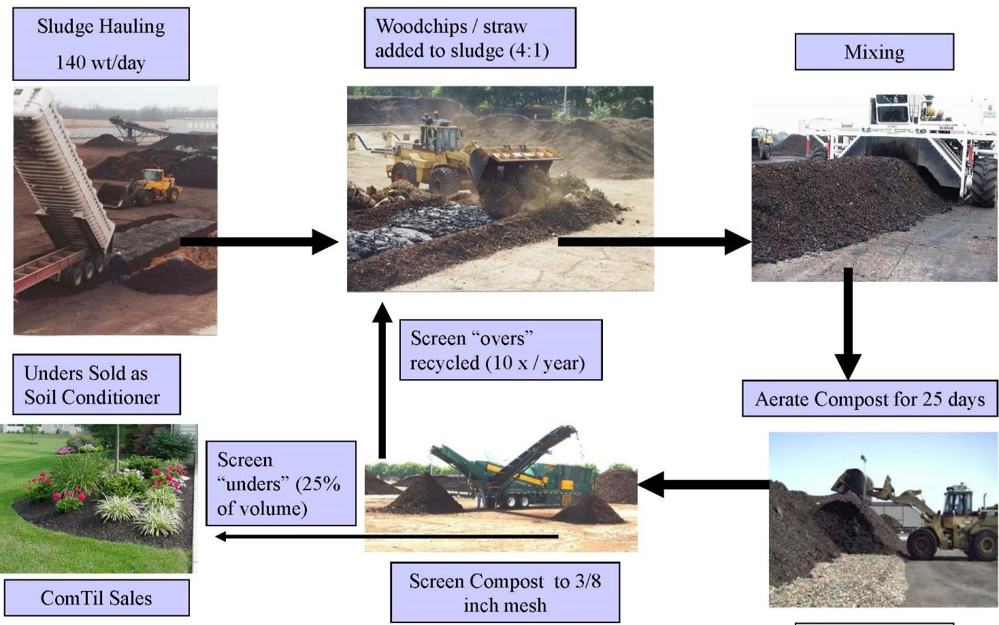 Sludge Hauling
140 wt/day
Woodchips / straw
added to sludge (4:1)
Mixing
SCARAB
Screen “overs”
recycled (10 x / year)
Unders Sold as
Soil Conditioner
Aerate Compost for 25 days
Screen
“unders” (25%
of volume)
Screen Compost  to 3/8
inch mesh
ComTil Sales